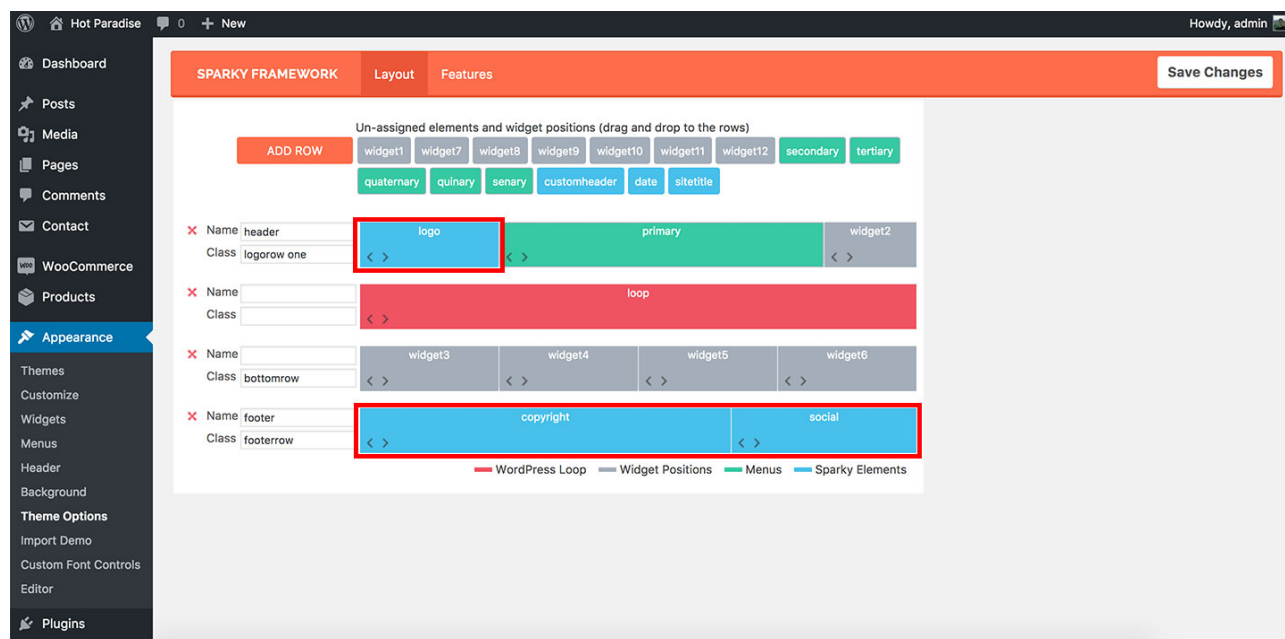 Hot Paradise 0 + New Howdy, admin
Dashboard
Posts
Media
Pages
Comments
Contact
WooCommerce
Products
Appearance
Themes
Customize
Widgets
Menus
Header
Background
Theme Options
Import Demo
Custom Font Controls
Editor
Plugins
SPARKY FRAMEWORK Layout Features Save Changes
Un-assigned elements and widget positions (drag and drop to the rows)
ADD ROW widget1 widget7 widget8 widget9 widget10 widget11 widget12 secondary tertiary
quaternary quinary senary customheader date sitetitle
Name header logo primary widget2
Class logorow one
Name loop
Class
Name widget3 widget4 widget5 widget6
Class bottomrow
Name footer copyright social
Class footerrow
WordPress Loop Widget Positions Menus Sparky Elements